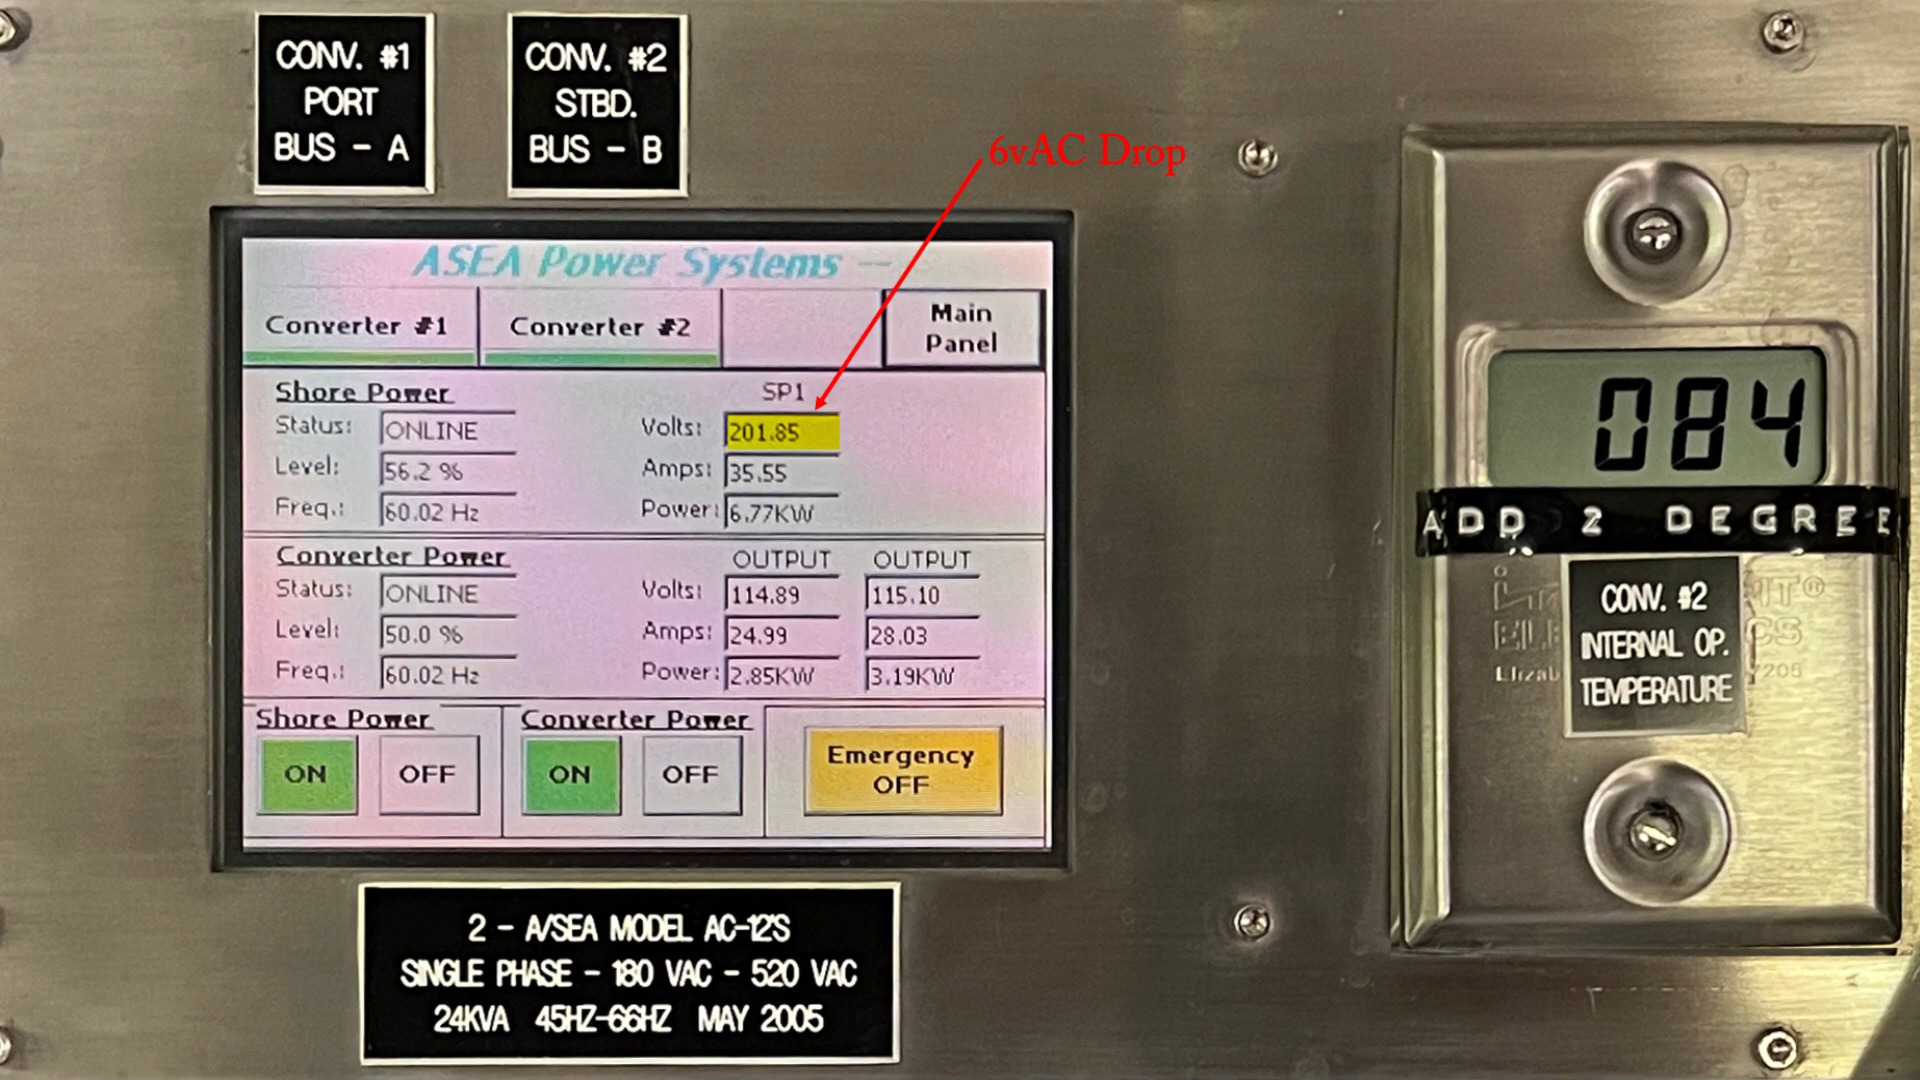 CONV. #1
PORT
BUS - A
CONV. #2
STBD.
BUS - B
6vAC Drop
ASEA Power Systems --
Converter #1
Converter #2
Main
Panel
Shore Power
SP1
Status: ONLINE
Volts: 201.85
Level: 56.2 %
Amps: 35.55
Freq.: 60.02 Hz
Power: 6.77KW
Converter Power
OUTPUT OUTPUT
Status: ONLINE
Volts: 114.89 115.10
Level: 50.0 %
Amps: 24.99 28.03
Freq.: 60.02 Hz
Power: 2.85KW 3.19KW
Shore Power
ON OFF
Converter Power
ON OFF
Emergency
OFF
2 - A/SEA MODEL AC-12'S
SINGLE PHASE - 180 VAC - 520 VAC
24KVA 45HZ-66HZ MAY 2005
084
ADD 2 DEGREE
CONV. #2
INTERNAL OP.
TEMPERATURE